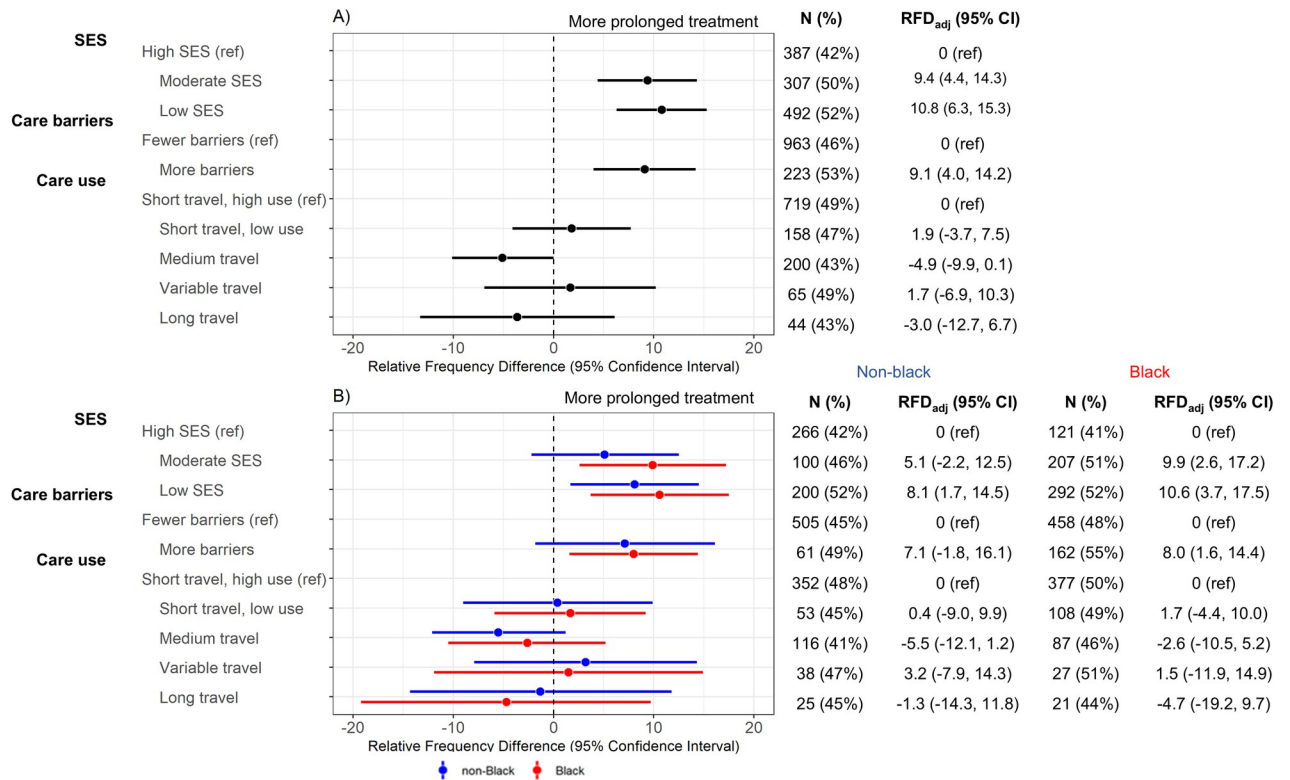 A)
More prolonged treatment N (%) RFDadj (95% CI)
SES
High SES (ref) 387 (42%) 0 (ref)
Moderate SES 307 (50%) 9.4 (4.4, 14.3)
Low SES 492 (52%) 10.8 (6.3, 15.3)
Care barriers
Fewer barriers (ref) 963 (46%) 0 (ref)
More barriers 223 (53%) 9.1 (4.0, 14.2)
Care use
Short travel, high use (ref) 719 (49%) 0 (ref)
Short travel, low use 158 (47%) 1.9 (-3.7, 7.5)
Medium travel 200 (43%) -4.9 (-9.9, 0.1)
Variable travel 65 (49%) 1.7 (-6.9, 10.3)
Long travel 44 (43%) -3.0 (-12.7, 6.7)
-20 -10 0 10 20
Relative Frequency Difference (95% Confidence Interval)
Non-black Black
B)
More prolonged treatment N (%) RFDadj (95% CI) N (%) RFDadj (95% CI)
SES
High SES (ref) 266 (42%) 0 (ref) 121 (41%) 0 (ref)
Moderate SES 100 (46%) 5.1 (-2.2, 12.5) 207 (51%) 9.9 (2.6, 17.2)
Low SES 200 (52%) 8.1 (1.7, 14.5) 292 (52%) 10.6 (3.7, 17.5)
Care barriers
Fewer barriers (ref) 505 (45%) 0 (ref) 458 (48%) 0 (ref)
More barriers 61 (49%) 7.1 (-1.8, 16.1) 162 (55%) 8.0 (1.6, 14.4)
Care use
Short travel, high use (ref) 352 (48%) 0 (ref) 377 (50%) 0 (ref)
Short travel, low use 53 (45%) 0.4 (-9.0, 9.9) 108 (49%) 1.7 (-4.4, 10.0)
Medium travel 116 (41%) -5.5 (-12.1, 1.2) 87 (46%) -2.6 (-10.5, 5.2)
Variable travel 38 (47%) 3.2 (-7.9, 14.3) 27 (51%) 1.5 (-11.9, 14.9)
Long travel 25 (45%) -1.3 (-14.3, 11.8) 21 (44%) -4.7 (-19.2, 9.7)
-20 -10 0 10 20
Relative Frequency Difference (95% Confidence Interval)
non-Black Black